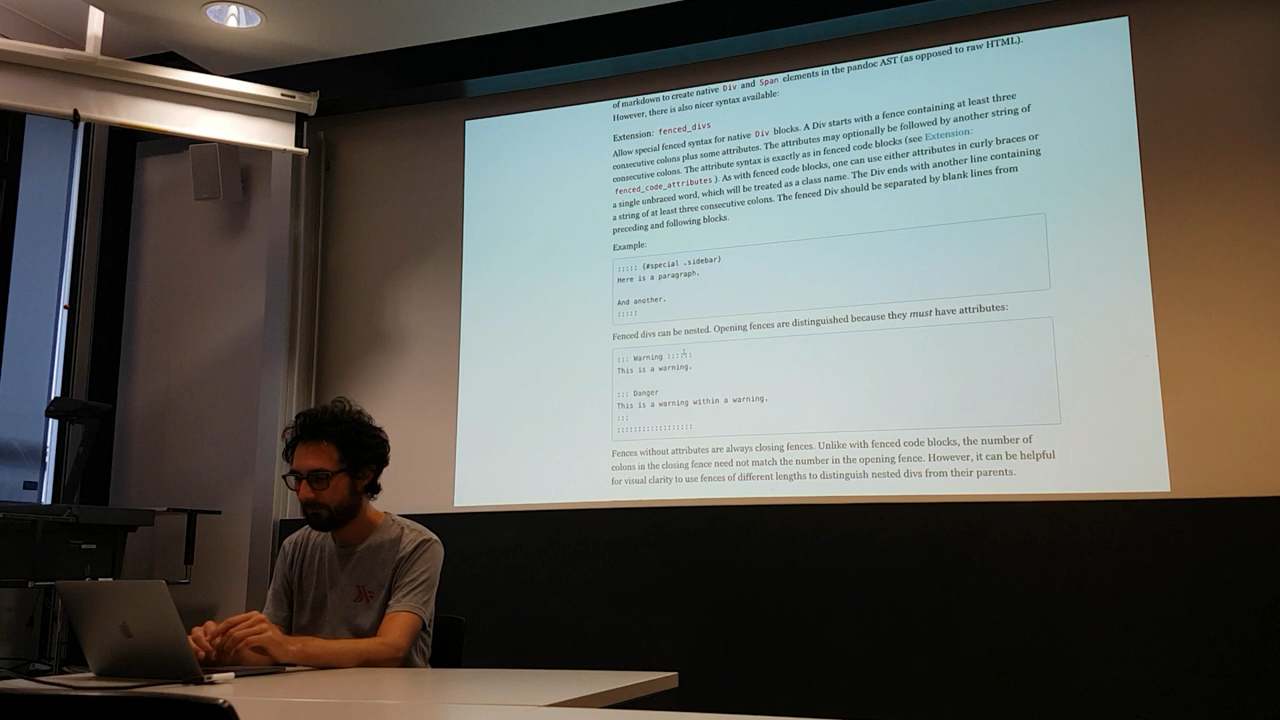 of markdown to create native Div and Span elements in the pandoc AST (as opposed to raw HTML).
However, there is also nicer syntax available:
Extension: fenced_divs
Allow special fenced syntax for native Div blocks. A Div starts with a fence containing at least three
consecutive colons plus some attributes. The attributes may optionally be followed by another string of
consecutive colons. The attribute syntax is exactly as in fenced code blocks (see Extension:
fenced_code_attributes ). As with fenced code blocks, one can use either attributes in curly braces or
a single unbraced word, which will be treated as a class name. The Div ends with another line containing
a string of at least three consecutive colons. The fenced Div should be separated by blank lines from
preceding and following blocks.
Example:
::::: {#special .sidebar}
Here is a paragraph.
And another.
:::::
Fenced divs can be nested. Opening fences are distinguished because they must have attributes:
::: Warning ::::::
This is a warning.
::: Danger
This is a warning within a warning.
:::
::::::::::::::::::
Fences without attributes are always closing fences. Unlike with fenced code blocks, the number of
colons in the closing fence need not match the number in the opening fence. However, it can be helpful
for visual clarity to use fences of different lengths to distinguish nested divs from their parents.